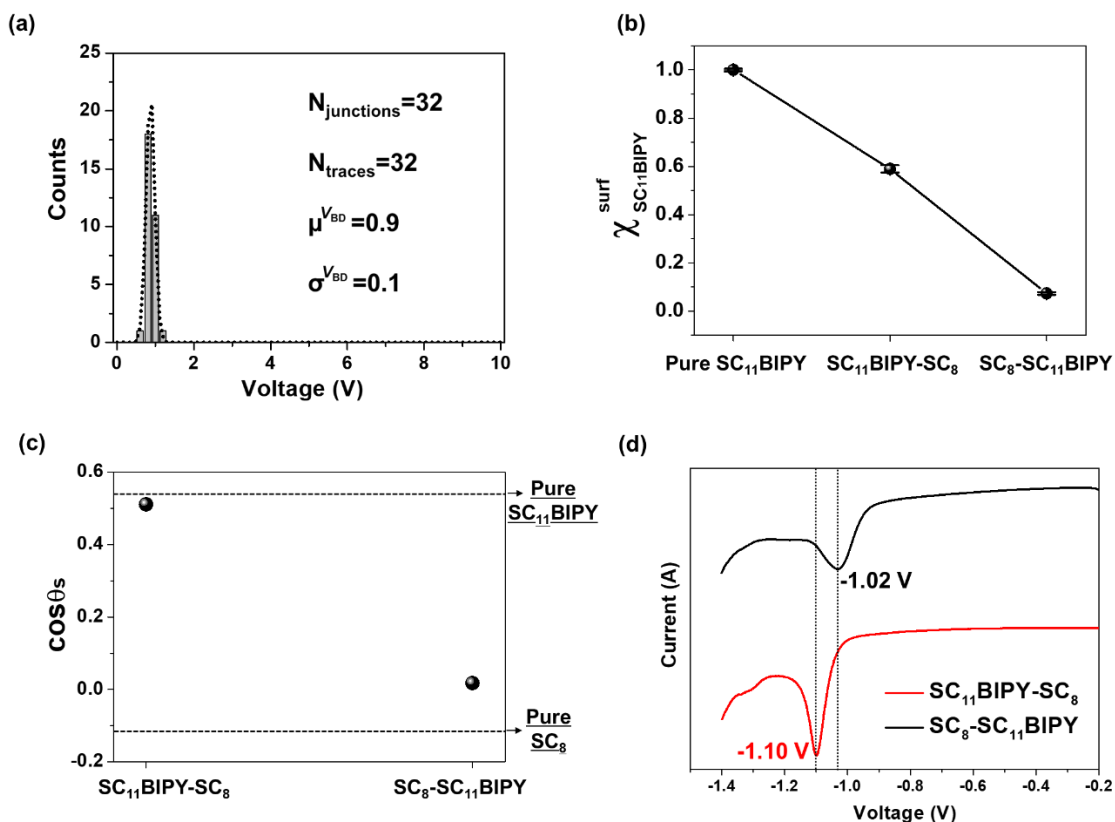 (a)
25
20
15
10
5
0
Counts
0 2 4 6 8 10
Voltage (V)
N_junctions=32
N_traces=32
μ^V_BD=0.9
σ^V_BD=0.1
(b)
1.0
0.8
0.6
0.4
0.2
0.0
χ^surf_SC₁₁BIPY
Pure SC₁₁BIPY SC₁₁BIPY-SC₈ SC₈-SC₁₁BIPY
(c)
0.6
0.4
0.2
0.0
-0.2
cosθs
Pure
SC₁₁BIPY
Pure
SC₈
SC₁₁BIPY-SC₈ SC₈-SC₁₁BIPY
(d)
Current (A)
-1.02 V
SC₁₁BIPY-SC₈
SC₈-SC₁₁BIPY
-1.10 V
-1.4 -1.2 -1.0 -0.8 -0.6 -0.4 -0.2
Voltage (V)